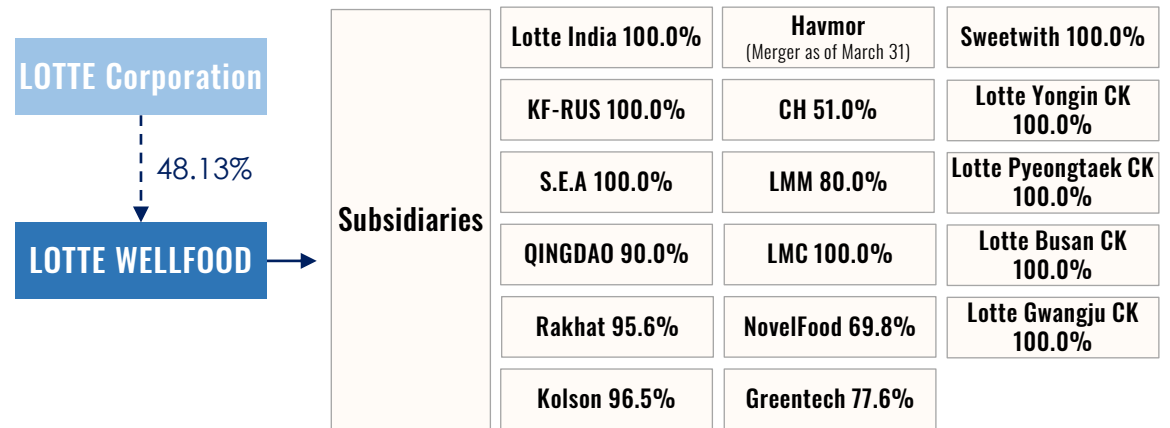 LOTTE Corporation
48.13%
LOTTE WELLFOOD
Subsidiaries
Lotte India 100.0%
Havmor
(Merger as of March 31)
Sweetwith 100.0%
KF-RUS 100.0%
CH 51.0%
Lotte Yongin CK
100.0%
S.E.A 100.0%
LMM 80.0%
Lotte Pyeongtaek CK
100.0%
QINGDAO 90.0%
LMC 100.0%
Lotte Busan CK
100.0%
Rakhat 95.6%
NovelFood 69.8%
Lotte Gwangju CK
100.0%
Kolson 96.5%
Greentech 77.6%